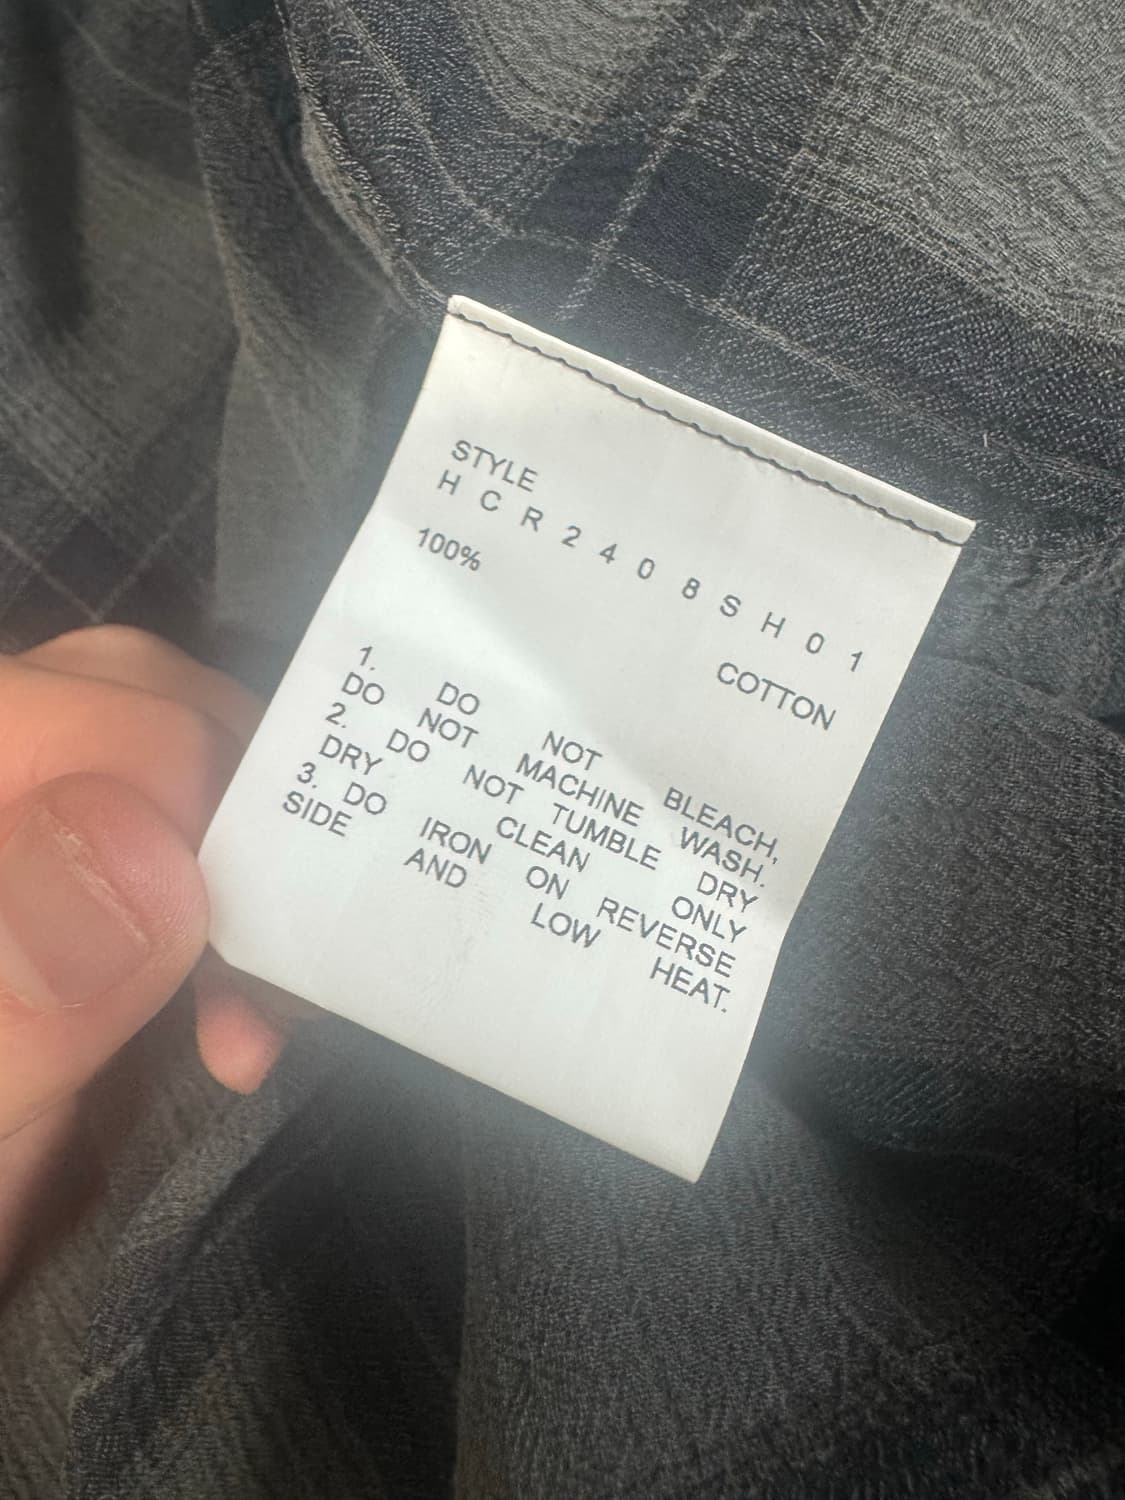 STYLE
H C R 2 4 0 8 S H 0 1
100% COTTON
1. DO NOT BLEACH,
DO NOT MACHINE WASH.
2. DO NOT TUMBLE DRY
DRY CLEAN ONLY
3. DO IRON ON REVERSE
SIDE AND LOW HEAT.